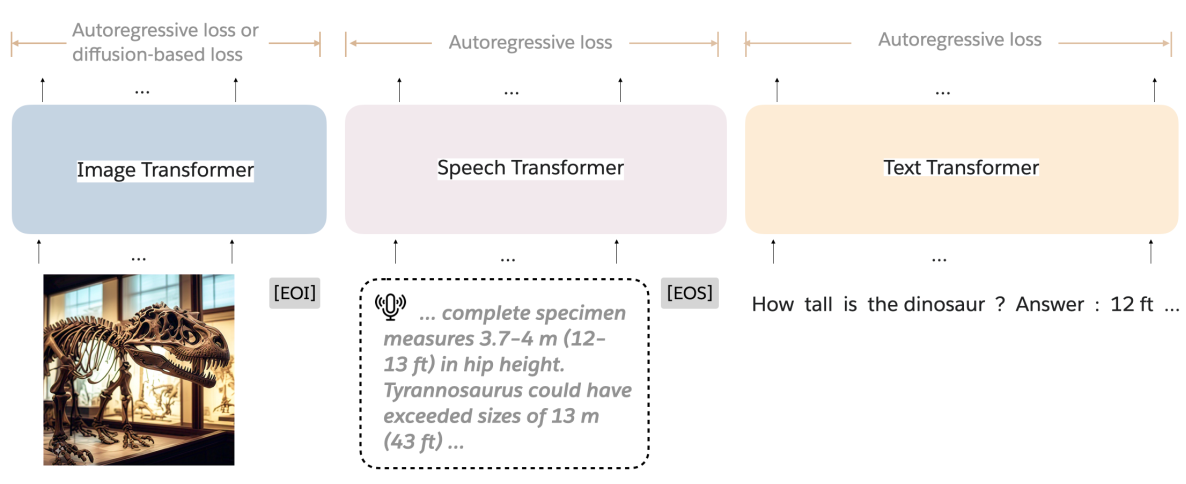 Autoregressive loss or
diffusion-based loss
Autoregressive loss
Autoregressive loss
...
...
...
Image Transformer
Speech Transformer
Text Transformer
...
...
...
[EOI]
[EOS]
... complete specimen
measures 3.7–4 m (12–
13 ft) in hip height.
Tyrannosaurus could have
exceeded sizes of 13 m
(43 ft) ...
How tall is the dinosaur ? Answer : 12 ft ...